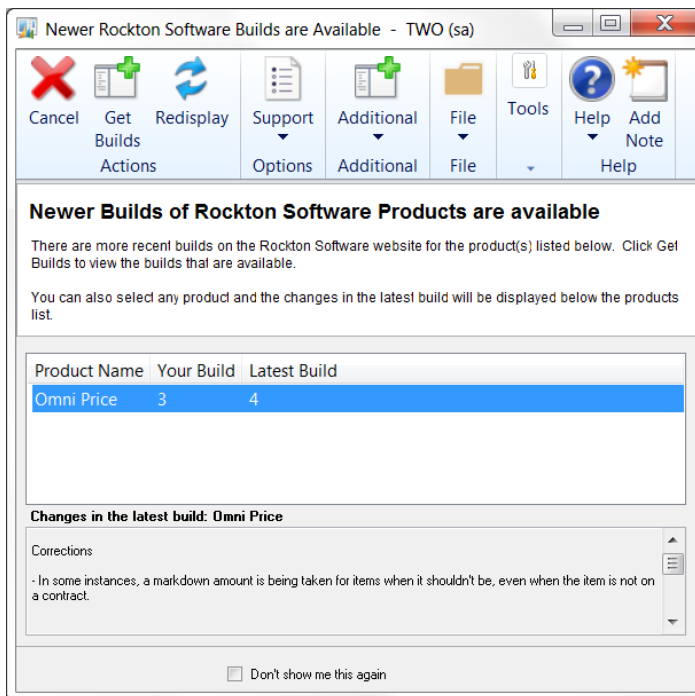 Newer Rockton Software Builds are Available - TWO (sa)
Cancel Get Builds Redisplay Support Additional File Tools Help Add Note
Actions Options Additional File Help
Newer Builds of Rockton Software Products are available
There are more recent builds on the Rockton Software website for the product(s) listed below. Click Get
Builds to view the builds that are available.
You can also select any product and the changes in the latest build will be displayed below the products
list.
Product Name Your Build Latest Build
Omni Price 3 4
Changes in the latest build: Omni Price
Corrections
- In some instances, a markdown amount is being taken for items when it shouldn't be, even when the item is not on
a contract.
Don't show me this again